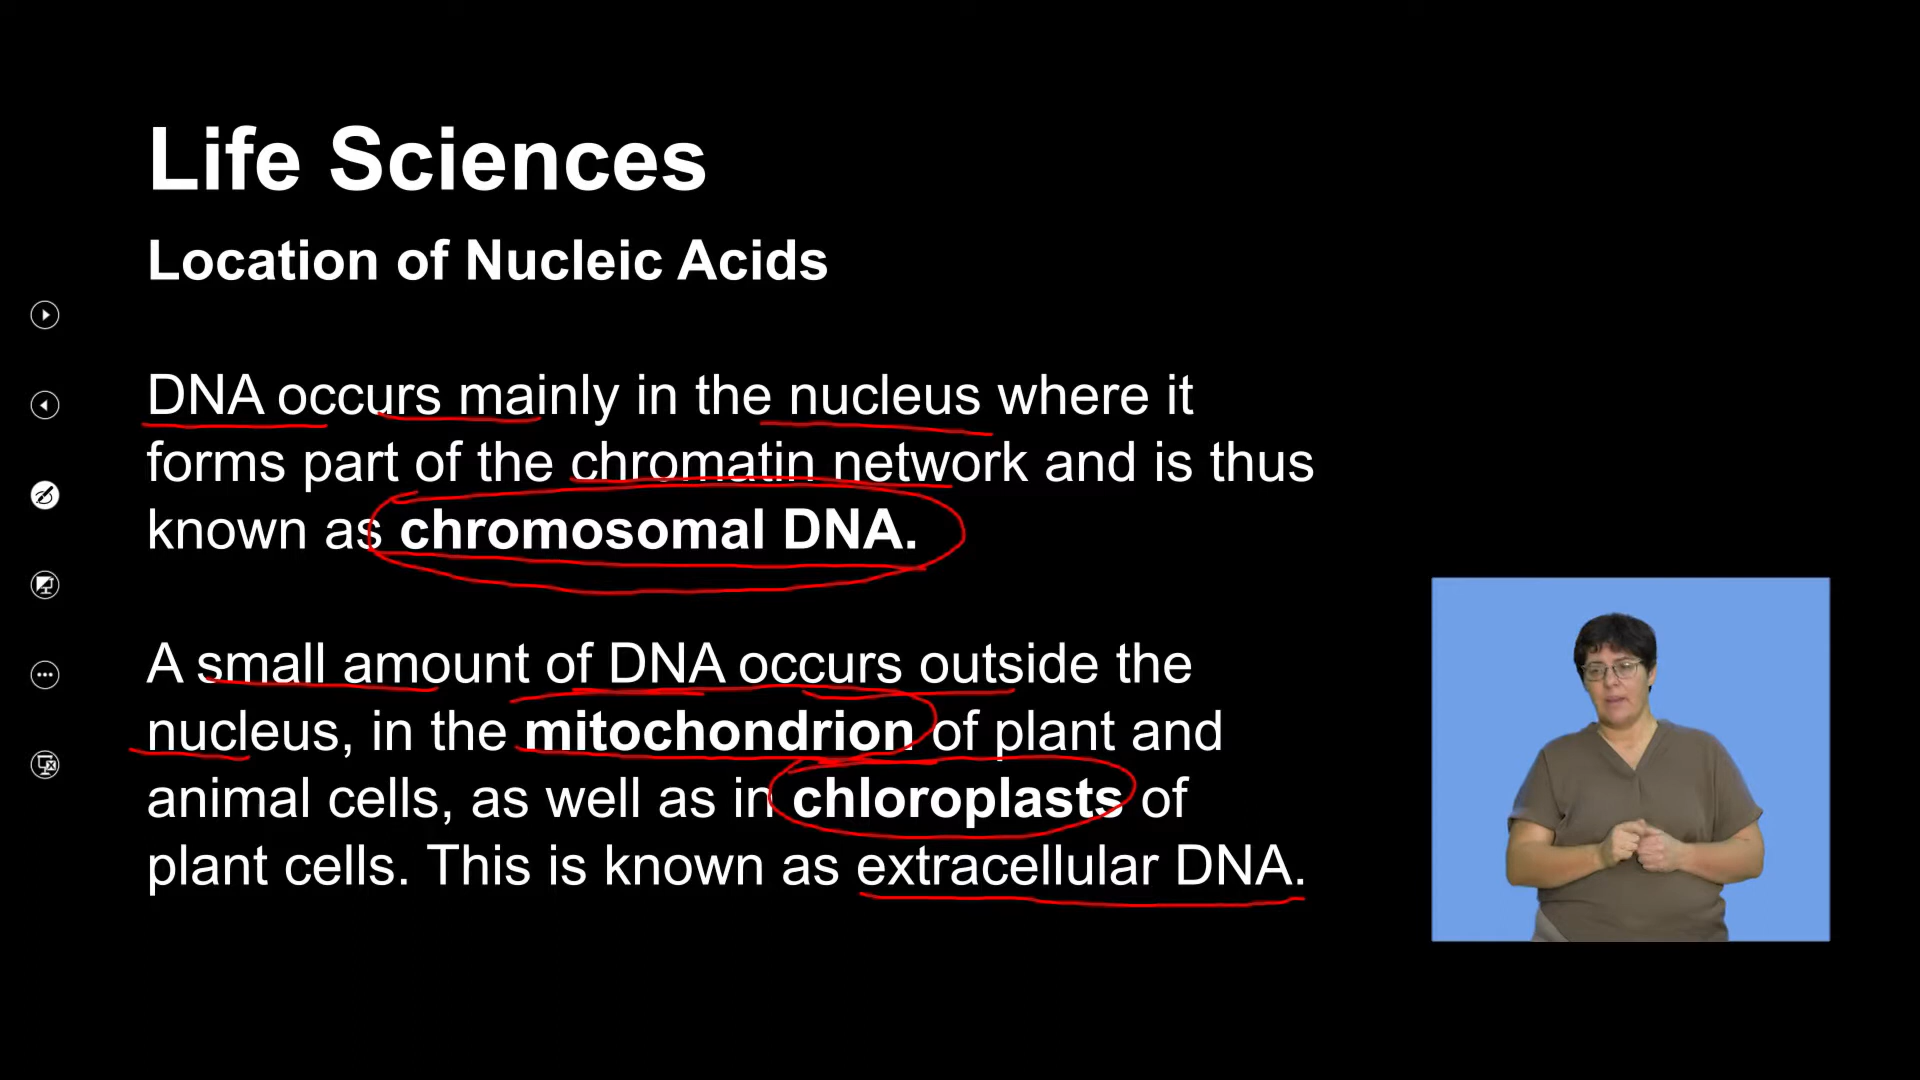 Life Sciences
Location of Nucleic Acids
DNA occurs mainly in the nucleus where it
forms part of the chromatin network and is thus
known as chromosomal DNA.
A small amount of DNA occurs outside the
nucleus, in the mitochondrion of plant and
animal cells, as well as in chloroplasts of
plant cells. This is known as extracellular DNA.